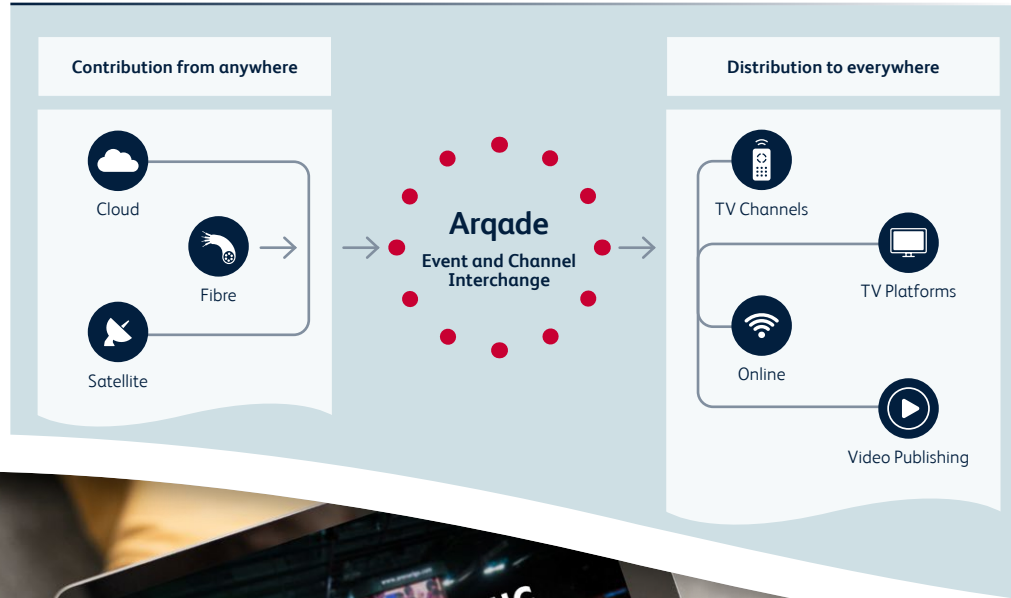 Contribution from anywhere
Distribution to everywhere
Cloud
Fibre
Satellite
Arqade
Event and Channel
Interchange
TV Channels
TV Platforms
Online
Video Publishing